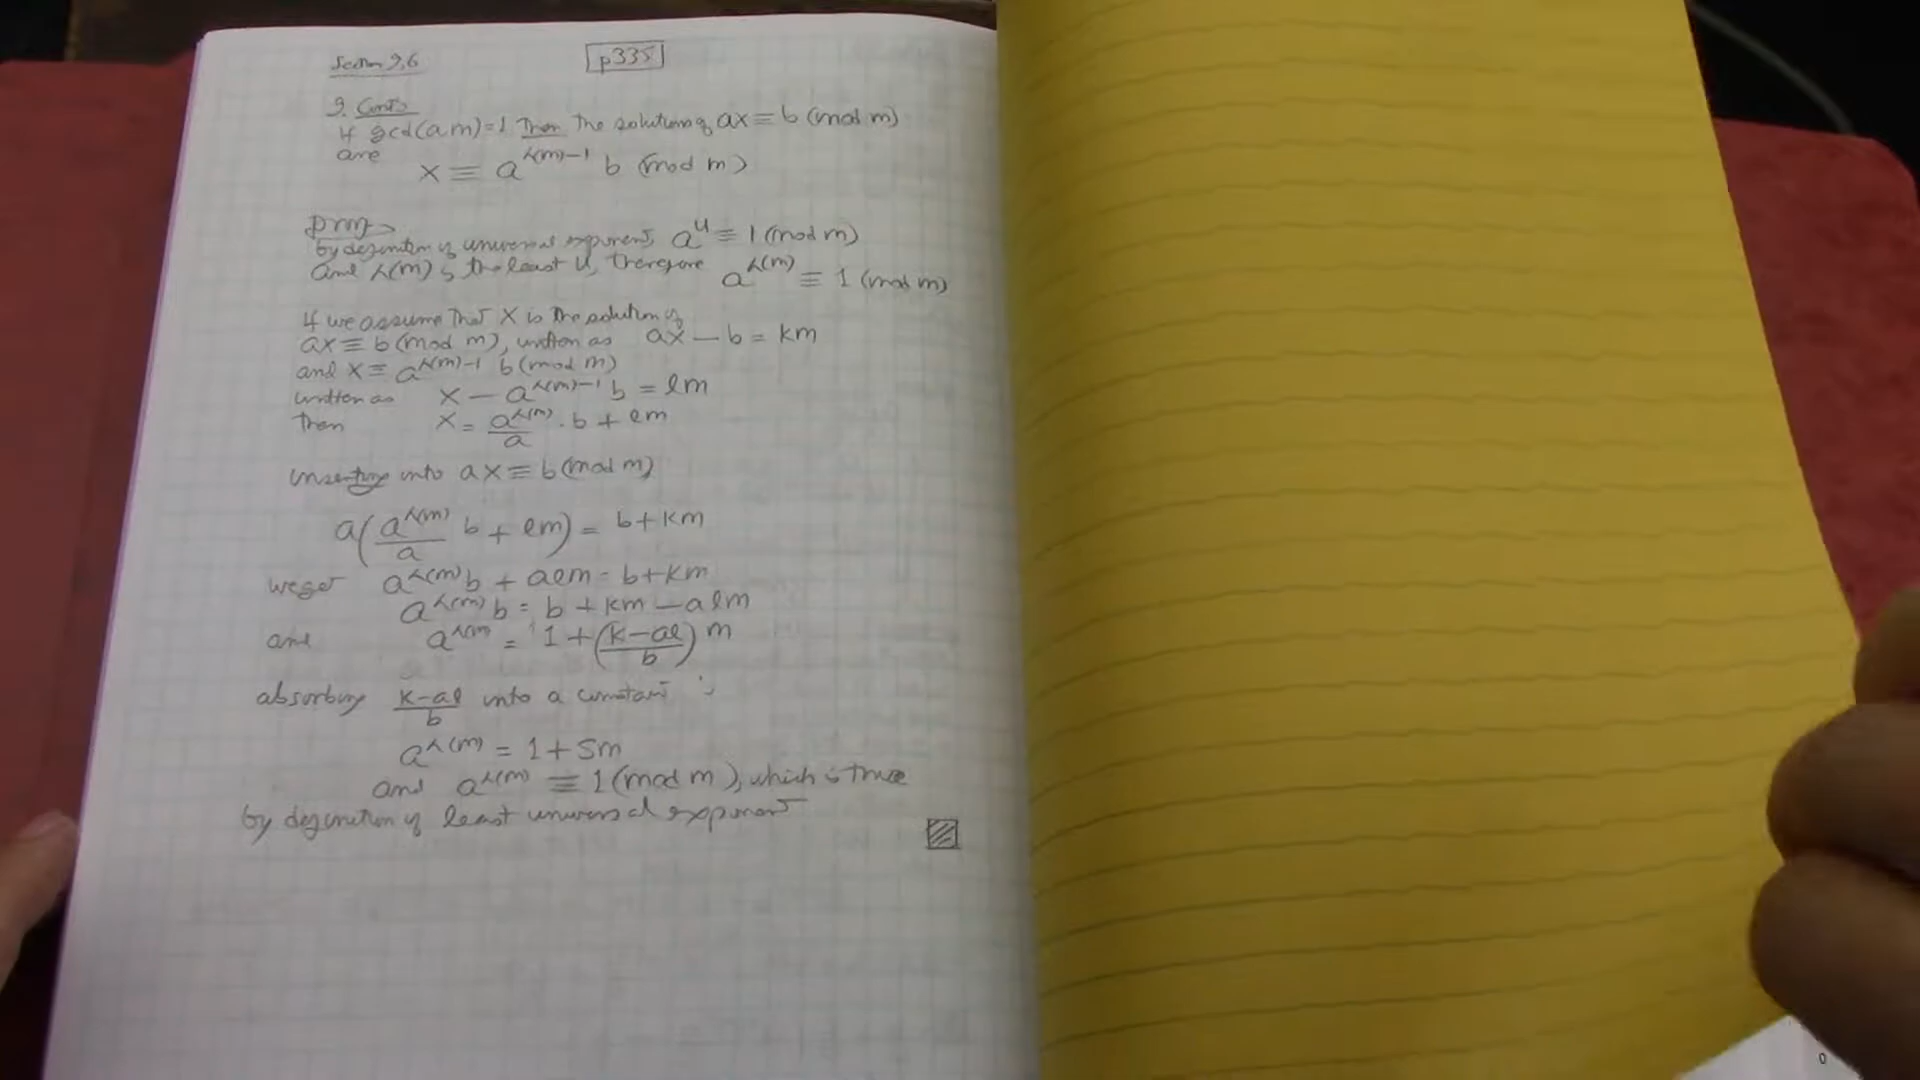 Section 9.6
p335
9. Cont's
If gcd(a m)=1 Then The solutions of ax ≡ b (mod m)
are
x ≡ a^λ(m)-1 b (mod m)
proof
by definition of universal exponent, a^U ≡ 1 (mod m)
and λ(m) is the least U, therefore a^λ(m) ≡ 1 (mod m)
If we assume that X is the solution of
ax ≡ b (mod m), written as ax - b = km
and x ≡ a^λ(m)-1 b (mod m)
written as x - a^λ(m)-1 b = lm
Then x = a^λ(m)/a . b + lm
inserting into ax ≡ b (mod m)
a(a^λ(m)/a b + lm) = b + km
we get a^λ(m) b + alm = b + km
a^λ(m) b = b + km - alm
and a^λ(m) = 1 + (k-al/b) m
absorbing k-al/b into a constant
a^λ(m) = 1 + Sm
and a^λ(m) ≡ 1 (mod m), which is true
by definition of least universal exponent